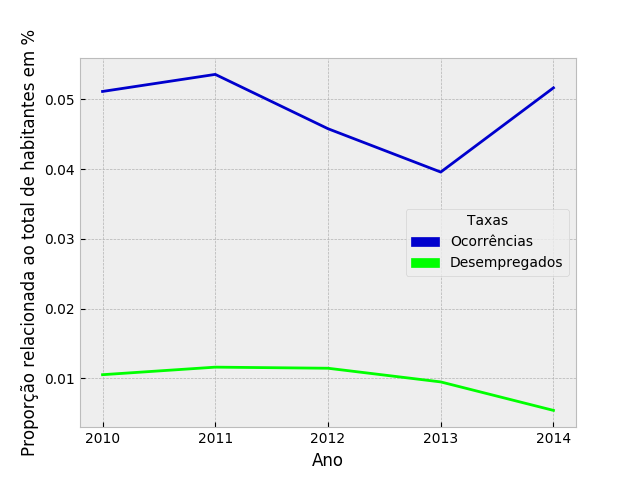 Proporção relacionada ao total de habitantes em %
0.05
0.04
0.03
0.02
0.01
Taxas
Ocorrências
Desempregados
2010 2011 2012 2013 2014
Ano